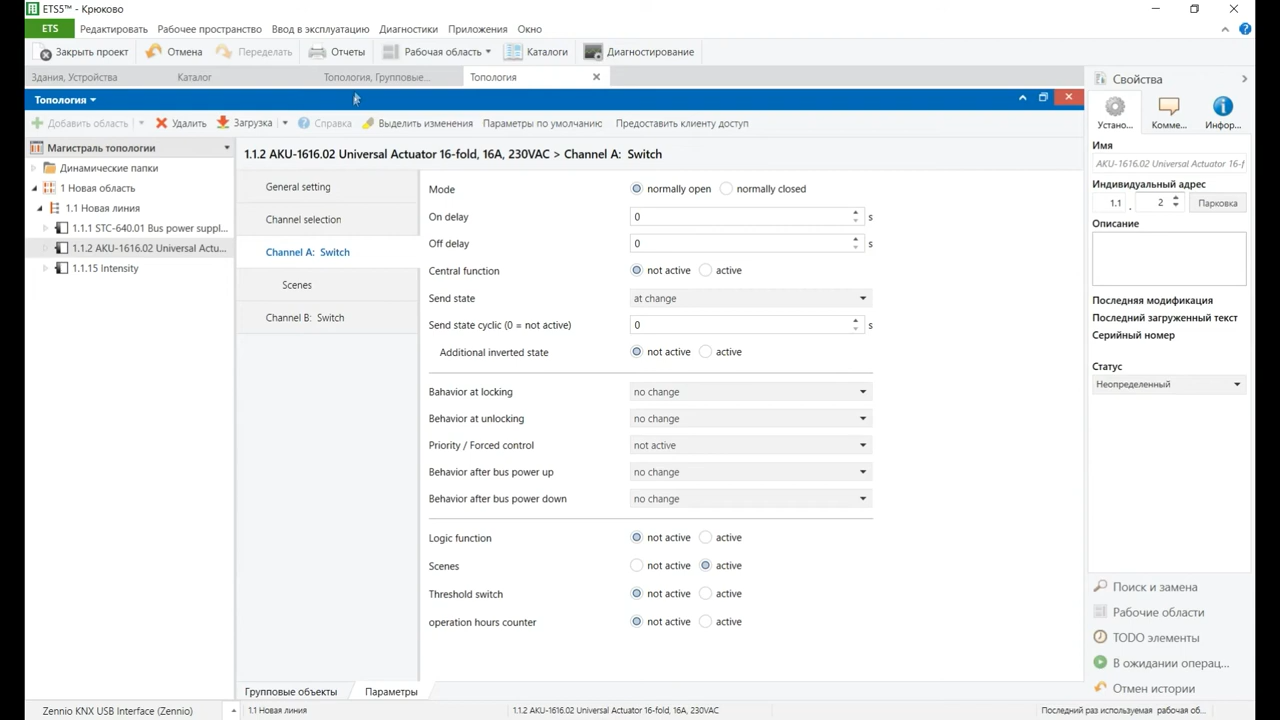 ETS5™ - Крюково
ETS Редактировать Рабочее пространство Ввод в эксплуатацию Диагностики Приложения Окно
Закрыть проект Отмена Переделать Отчеты Рабочая область Каталоги Диагностирование
Здания, Устройства Каталог Топология, Групповые... Топология
Топология
Добавить область Удалить Загрузка Справка Выделить изменения Параметры по умолчанию Предоставить клиенту доступ
Магистраль топологии
Динамические папки
1 Новая область
1.1 Новая линия
1.1.1 STC-640.01 Bus power suppl...
1.1.2 AKU-1616.02 Universal Actu...
1.1.15 Intensity
1.1.2 AKU-1616.02 Universal Actuator 16-fold, 16A, 230VAC > Channel A: Switch
General setting
Channel selection
Channel A: Switch
Scenes
Channel B: Switch
Mode normally open normally closed
On delay 0 s
Off delay 0 s
Central function not active active
Send state at change
Send state cyclic (0 = not active) 0 s
Additional inverted state not active active
Bahavior at locking no change
Behavior at unlocking no change
Priority / Forced control not active
Behavior after bus power up no change
Behavior after bus power down no change
Logic function not active active
Scenes not active active
Threshold switch not active active
operation hours counter not active active
Групповые объекты Параметры
Свойства
Устано... Комме... Инфор...
Имя
AKU-1616.02 Universal Actuator 16-f
Индивидуальный адрес
1.1 . 2 Парковка
Описание
Последняя модификация
Последний загруженный текст
Серийный номер
Статус
Неопределенный
Поиск и замена
Рабочие области
TODO элементы
В ожидании операц...
Отмен истории
Zennio KNX USB Interface (Zennio) 1.1 Новая линия 1.1.2 AKU-1616.02 Universal Actuator 16-fold, 16A, 230VAC Последний раз используемая рабочая об...